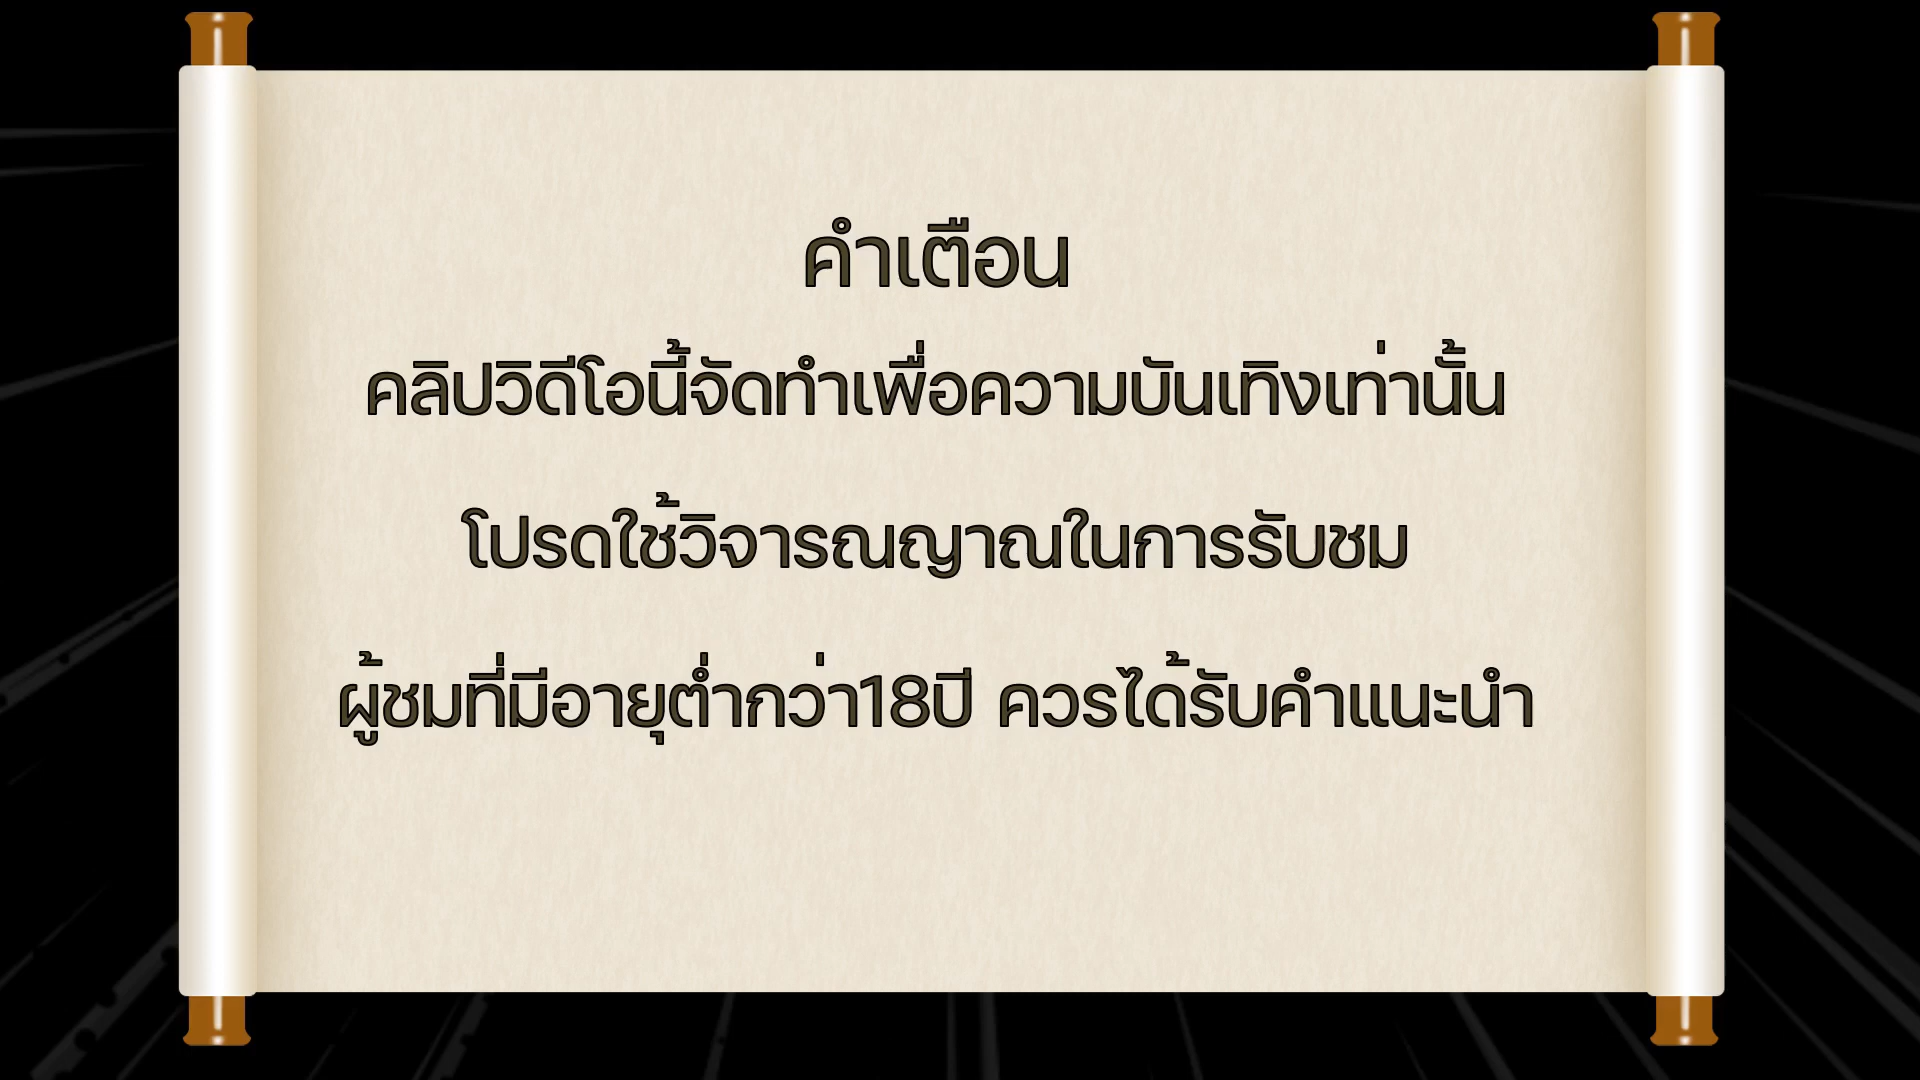 คำเตือน
คลิปวิดีโอนี้จัดทำเพื่อความบันเทิงเท่านั้น
โปรดใช้วิจารณญาณในการรับชม
ผู้ชมที่มีอายุต่ำกว่า18ปี ควรได้รับคำแนะนำ